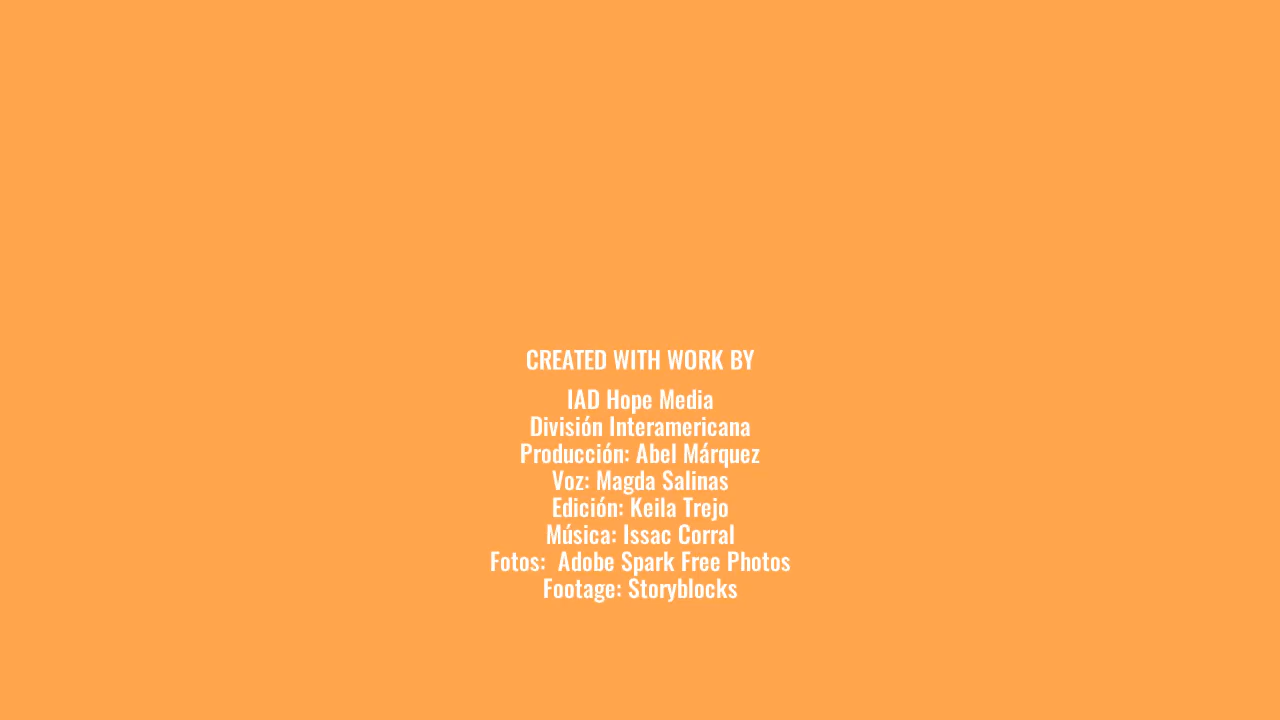 CREATED WITH WORK BY
IAD Hope Media
División Interamericana
Producción: Abel Márquez
Voz: Magda Salinas
Edición: Keila Trejo
Música: Issac Corral
Fotos:  Adobe Spark Free Photos
Footage: Storyblocks